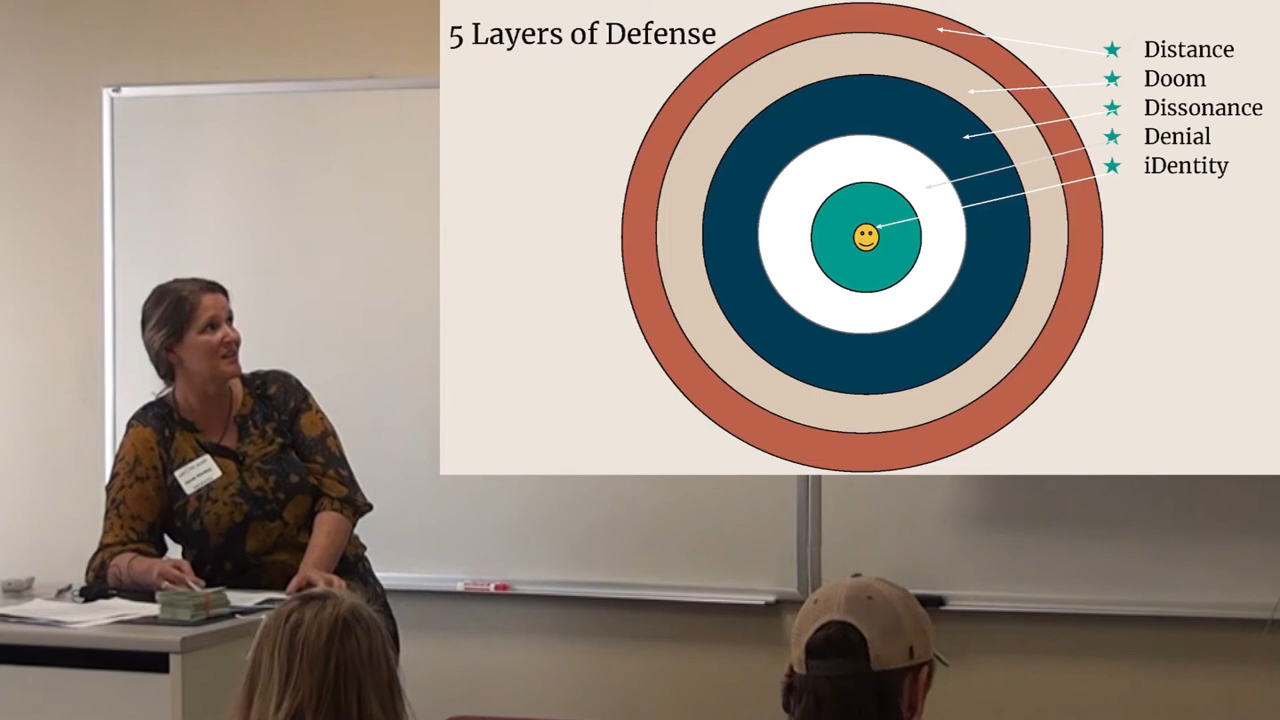 5 Layers of Defense
Distance
Doom
Dissonance
Denial
iDentity